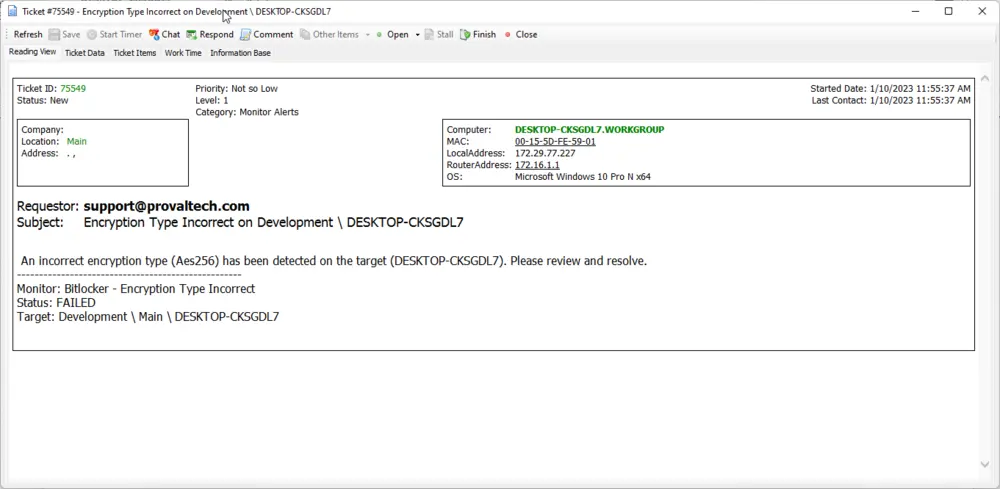 Ticket #75549 - Encryption Type Incorrect on Development \ DESKTOP-CKSGDL7
Refresh Save Start Timer Chat Respond Comment Other Items Open Stall Finish Close
Reading View Ticket Data Ticket Items Work Time Information Base
Ticket ID: 75549 Priority: Not so Low Started Date: 1/10/2023 11:55:37 AM
Status: New Level: 1 Last Contact: 1/10/2023 11:55:37 AM
Category: Monitor Alerts
Company: Computer: DESKTOP-CKSGDL7.WORKGROUP
Location: Main MAC: 00-15-5D-FE-59-01
Address: . , LocalAddress: 172.29.77.227
RouterAddress: 172.16.1.1
OS: Microsoft Windows 10 Pro N x64
Requestor: support@provaltech.com
Subject: Encryption Type Incorrect on Development \ DESKTOP-CKSGDL7
An incorrect encryption type (Aes256) has been detected on the target (DESKTOP-CKSGDL7). Please review and resolve.
--------------------------------------------------
Monitor: Bitlocker - Encryption Type Incorrect
Status: FAILED
Target: Development \ Main \ DESKTOP-CKSGDL7